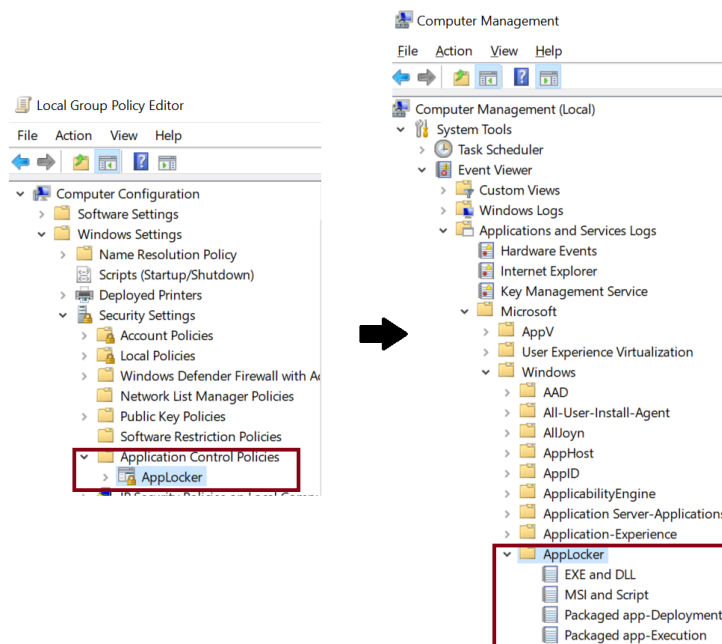 Local Group Policy Editor
File Action View Help
Computer Configuration
Software Settings
Windows Settings
Name Resolution Policy
Scripts (Startup/Shutdown)
Deployed Printers
Security Settings
Account Policies
Local Policies
Windows Defender Firewall with
Network List Manager Policies
Public Key Policies
Software Restriction Policies
Application Control Policies
AppLocker
IP Security Policies on Local
Computer Management
File Action View Help
Computer Management (Local)
System Tools
Task Scheduler
Event Viewer
Custom Views
Windows Logs
Applications and Services Logs
Hardware Events
Internet Explorer
Key Management Service
Microsoft
AppV
User Experience Virtualization
Windows
AAD
All-User-Install-Agent
AllJoyn
AppHost
AppID
ApplicabilityEngine
Application Server-Applications
Application-Experience
AppLocker
EXE and DLL
MSI and Script
Packaged app-Deployment
Packaged app-Execution